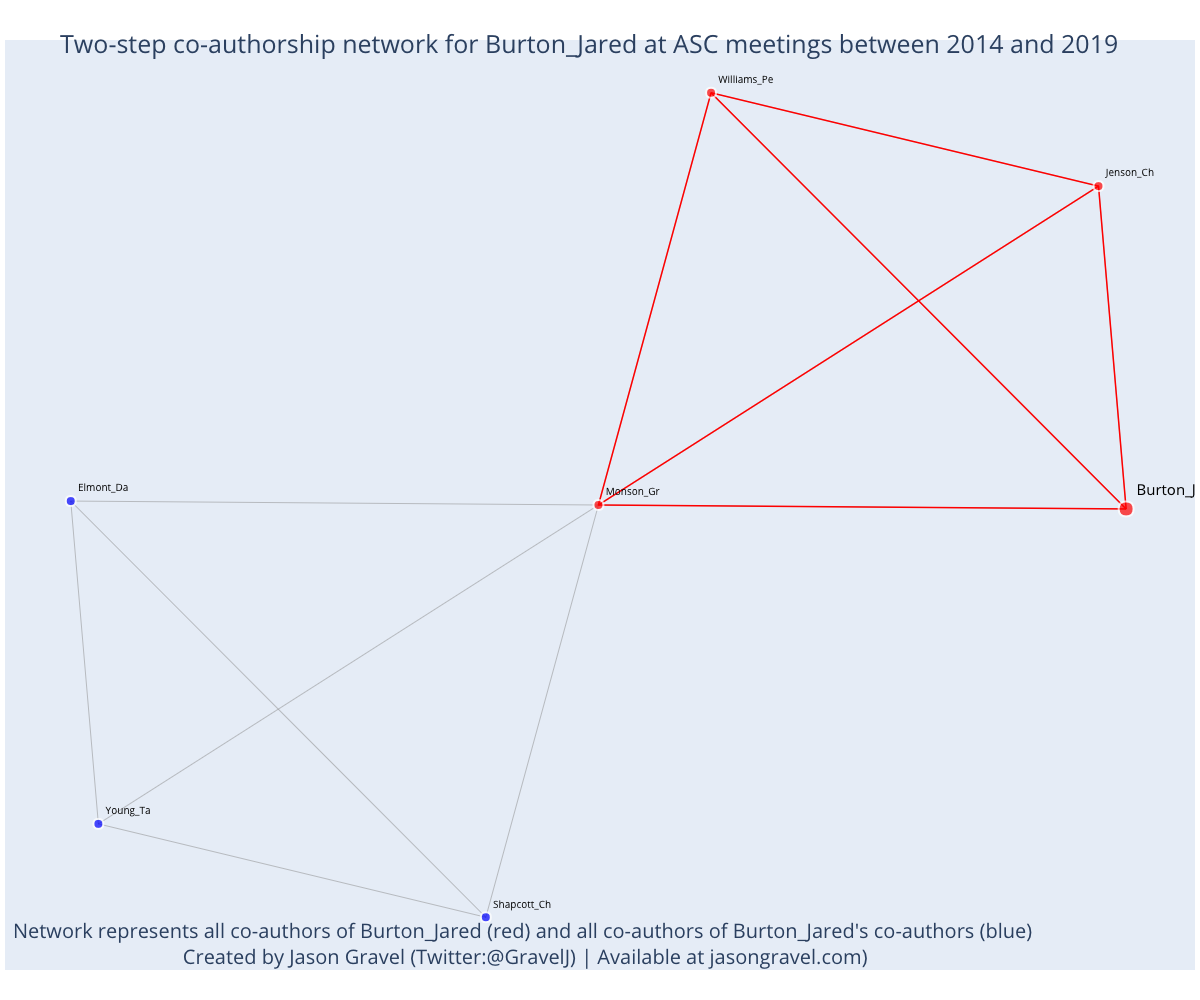 Two-step co-authorship network for Burton_Jared at ASC meetings between 2014 and 2019
Williams_Pe
Jenson_Ch
Elmont_Da
Monson_Gr
Burton_J
Young_Ta
Shapcott_Ch
Network represents all co-authors of Burton_Jared (red) and all co-authors of Burton_Jared's co-authors (blue)
Created by Jason Gravel (Twitter:@GravelJ) | Available at jasongravel.com)